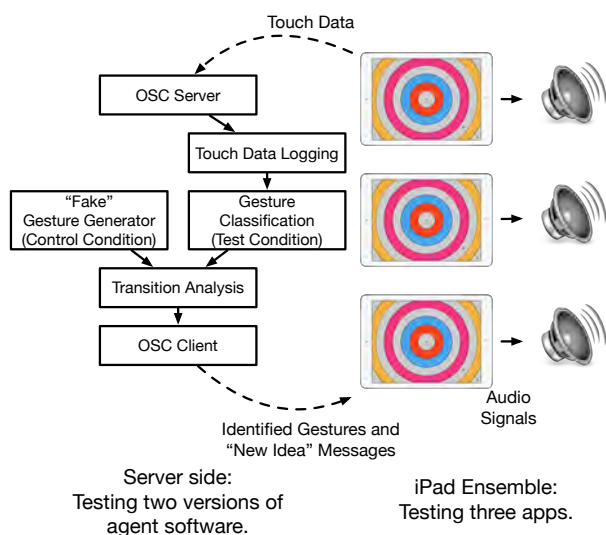 Touch Data
OSC Server
Touch Data Logging
“Fake”
Gesture Generator
(Control Condition)
Gesture
Classification
(Test Condition)
Transition Analysis
OSC Client
Audio
Signals
Identified Gestures and
“New Idea” Messages
Server side:
Testing two versions of
agent software.
iPad Ensemble:
Testing three apps.